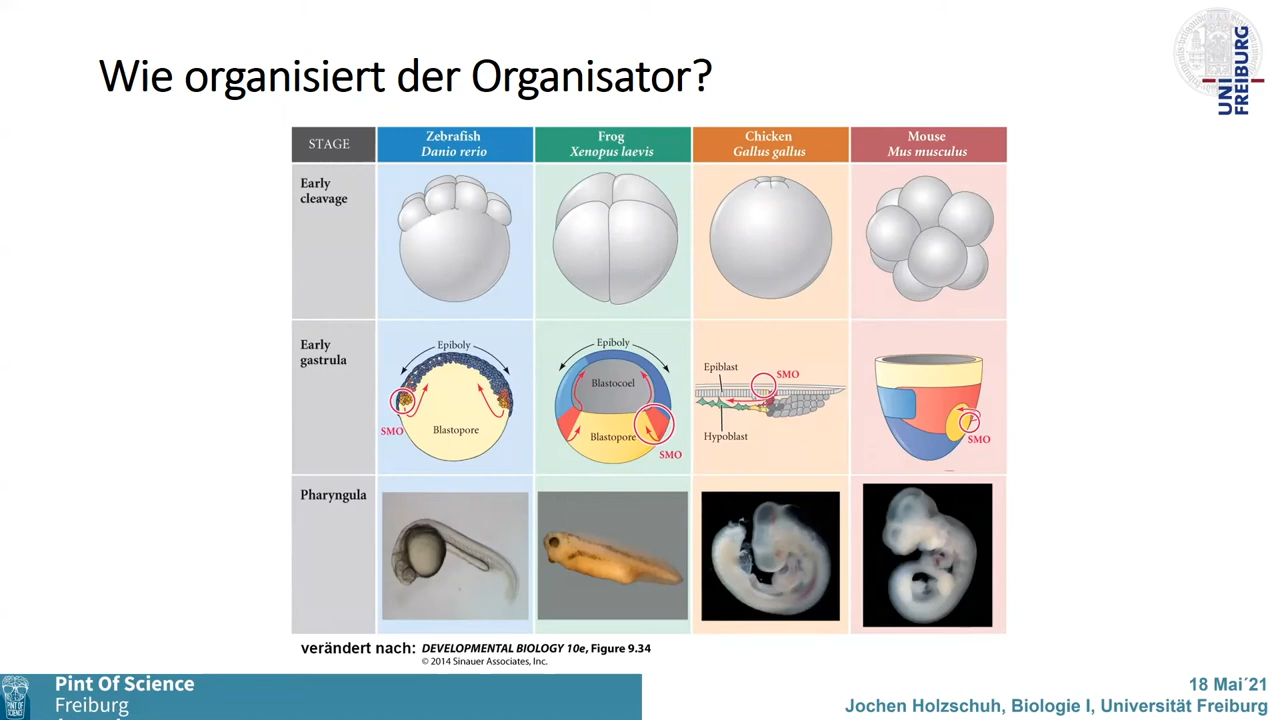 Wie organisiert der Organisator?
UNI
FREIBURG
STAGE
Zebrafish
Danio rerio
Frog
Xenopus laevis
Chicken
Gallus gallus
Mouse
Mus musculus
Early
cleavage
Early
gastrula
Epiboly
SMO
Blastopore
Epiboly
Blastocoel
Blastopore
SMO
Epiblast
SMO
Hypoblast
SMO
Pharyngula
verändert nach: DEVELOPMENTAL BIOLOGY 10e, Figure 9.34
© 2014 Sinauer Associates, Inc.
PINT OF
SCIENCE
Pint Of Science
Freiburg
18 Mai´21
Jochen Holzschuh, Biologie I, Universität Freiburg